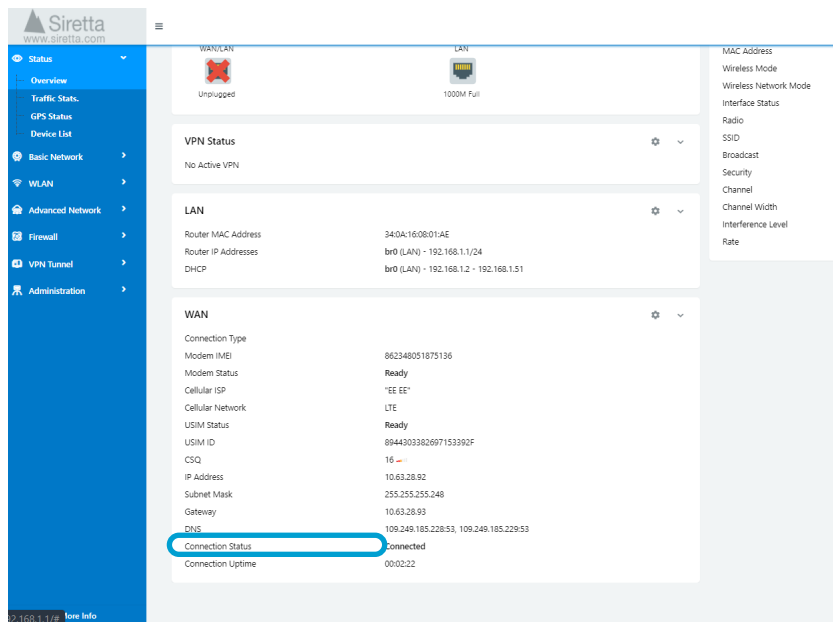 Siretta
www.siretta.com
Status
Overview
Traffic Stats.
GPS Status
Device List
Basic Network
WLAN
Advanced Network
Firewall
VPN Tunnel
Administration
More Info
WAN/LAN
LAN
Unplugged
1000M Full
VPN Status
No Active VPN
LAN
Router MAC Address 34:0A:16:08:01:AE
Router IP Addresses br0 (LAN) - 192.168.1.1/24
DHCP br0 (LAN) - 192.168.1.2 - 192.168.1.51
WAN
Connection Type
Modem IMEI 862348051875136
Modem Status Ready
Cellular ISP "EE EE"
Cellular Network LTE
USIM Status Ready
USIM ID 8944303382697153392F
CSQ 16
IP Address 10.63.28.92
Subnet Mask 255.255.255.248
Gateway 10.63.28.93
DNS 109.249.185.228:53, 109.249.185.229:53
Connection Status Connected
Connection Uptime 00:02:22
MAC Address
Wireless Mode
Wireless Network Mode
Interface Status
Radio
SSID
Broadcast
Security
Channel
Channel Width
Interference Level
Rate